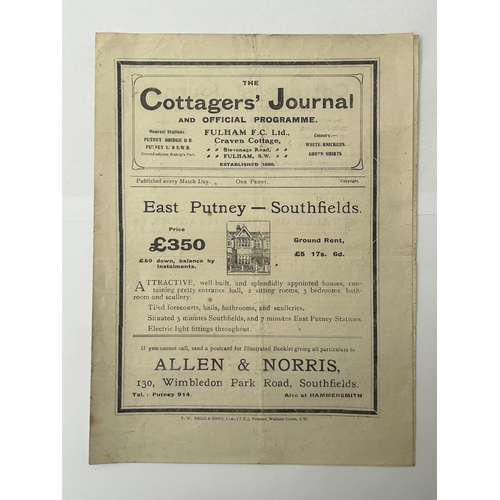 THE
Cottagers' Journal
AND OFFICIAL PROGRAMME.
Nearest Stations.
PUTNEY BRIDGE D.R.
PUTNEY L. & S.W.R.
FULHAM F.C. Ltd.,
Craven Cottage,
Stevenage Road,
FULHAM, S.W.
ESTABLISHED 1880.
Colours:—
WHITE KNICKERS.
Published every Match Day.
ONE PENNY.
Copyright.
East Putney — Southfields.
Price
£350
£50 down, balance by
instalments.
Ground Rent,
£5 17s. 6d.
ATTRACTIVE, well built, and splendidly appointed houses, con-
taining pretty entrance hall, 2 sitting rooms, 3 bedrooms, bath-
room and scullery.
Tiled forecourts, halls, bathrooms, and sculleries.
Situated 5 minutes Southfields, and 7 minutes East Putney Stations.
Electric light fittings throughout.
If you cannot call, send a postcard for Illustrated Booklet giving all particulars to
ALLEN & NORRIS,
130, Wimbledon Park Road, Southfields.
Tel.: Putney 914.
Also at HAMMERSMITH